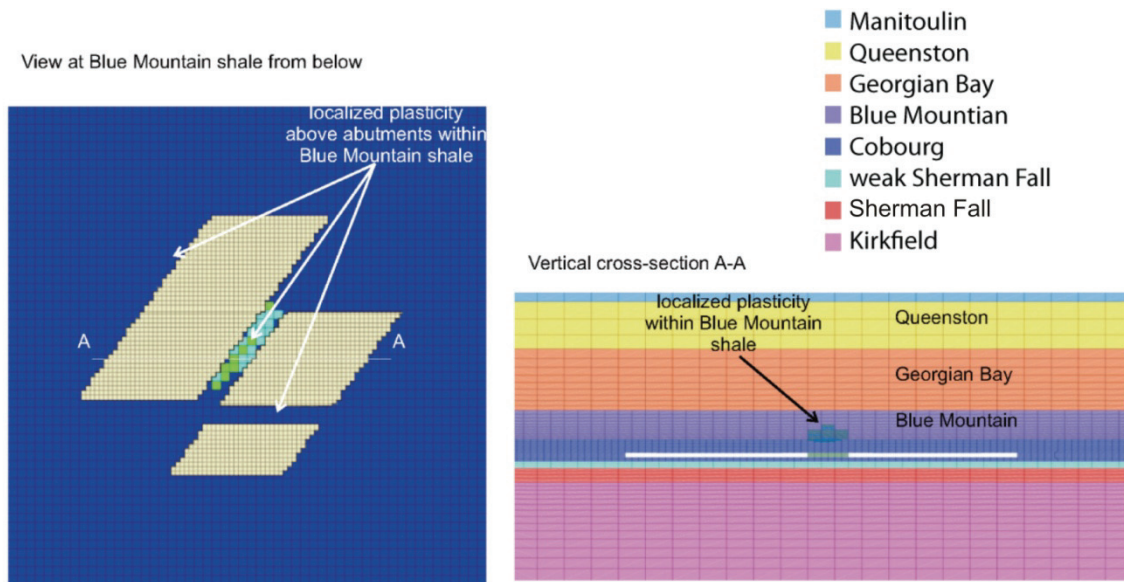 View at Blue Mountain shale from below
localized plasticity
above abutments within
Blue Mountain shale
A
A
Manitoulin
Queenston
Georgian Bay
Blue Mountian
Cobourg
weak Sherman Fall
Sherman Fall
Kirkfield
Vertical cross-section A-A
localized plasticity
within Blue Mountain
shale
Queenston
Georgian Bay
Blue Mountain